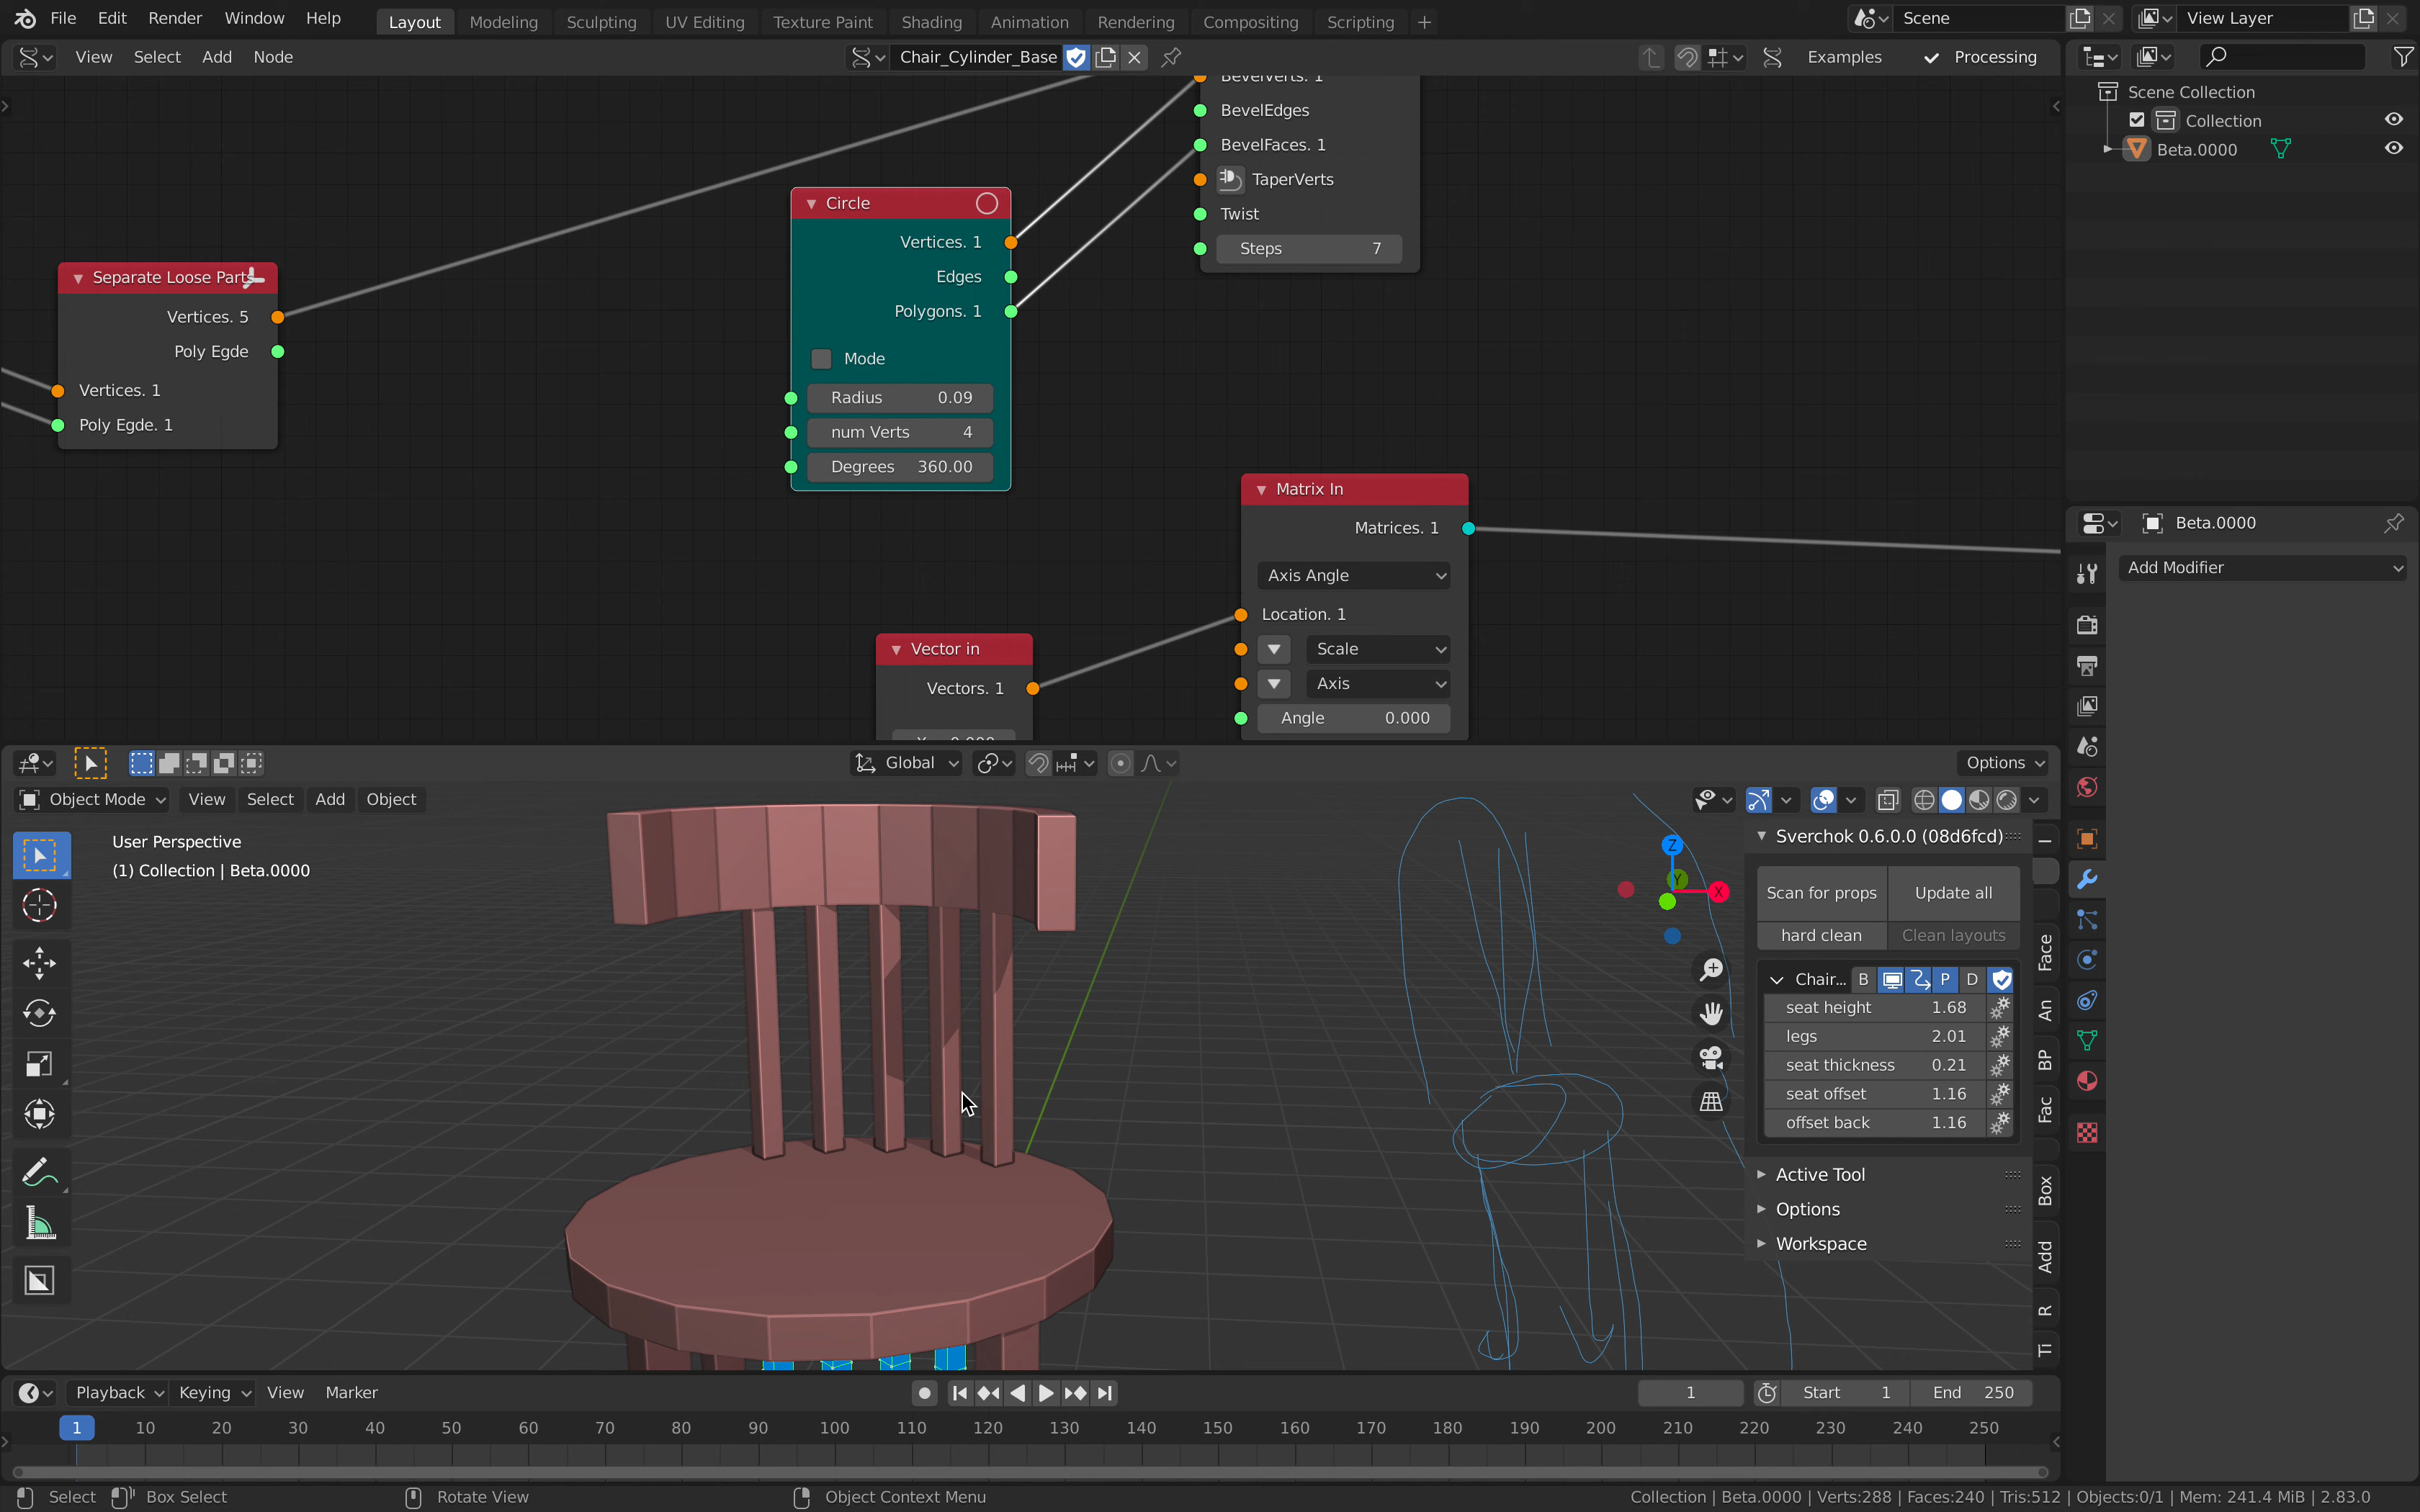 File Edit Render Window Help Layout Modeling Sculpting UV Editing Texture Paint Shading Animation Rendering Compositing Scripting + Scene View Layer
View Select Add Node Chair_Cylinder_Base Examples Processing
BevelVerts. 1
BevelEdges
BevelFaces. 1
TaperVerts
Twist
Steps 7
Circle
Vertices. 1
Edges
Polygons. 1
Mode
Radius 0.09
num Verts 4
Degrees 360.00
Separate Loose Parts
Vertices. 5
Poly Egde
Vertices. 1
Poly Egde. 1
Matrix In
Matrices. 1
Axis Angle
Location. 1
Scale
Axis
Angle 0.000
Vector in
Vectors. 1
X 0.000
Scene Collection
Collection
Beta.0000
Beta.0000
Add Modifier
Global Options
Object Mode View Select Add Object
User Perspective
(1) Collection | Beta.0000
Z
Y
X
Sverchok 0.6.0.0 (08d6fcd)
Scan for props Update all
hard clean Clean layouts
Chair... B P D
seat height 1.68
legs 2.01
seat thickness 0.21
seat offset 1.16
offset back 1.16
Active Tool
Options
Workspace
I
Face
An
BP
Fac
Box
Add
R
TI
Playback Keying View Marker 1 Start 1 End 250
1 10 20 30 40 50 60 70 80 90 100 110 120 130 140 150 160 170 180 190 200 210 220 230 240 250
Select Box Select Rotate View Object Context Menu Collection | Beta.0000 | Verts:288 | Faces:240 | Tris:512 | Objects:0/1 | Mem: 241.4 MiB | 2.83.0